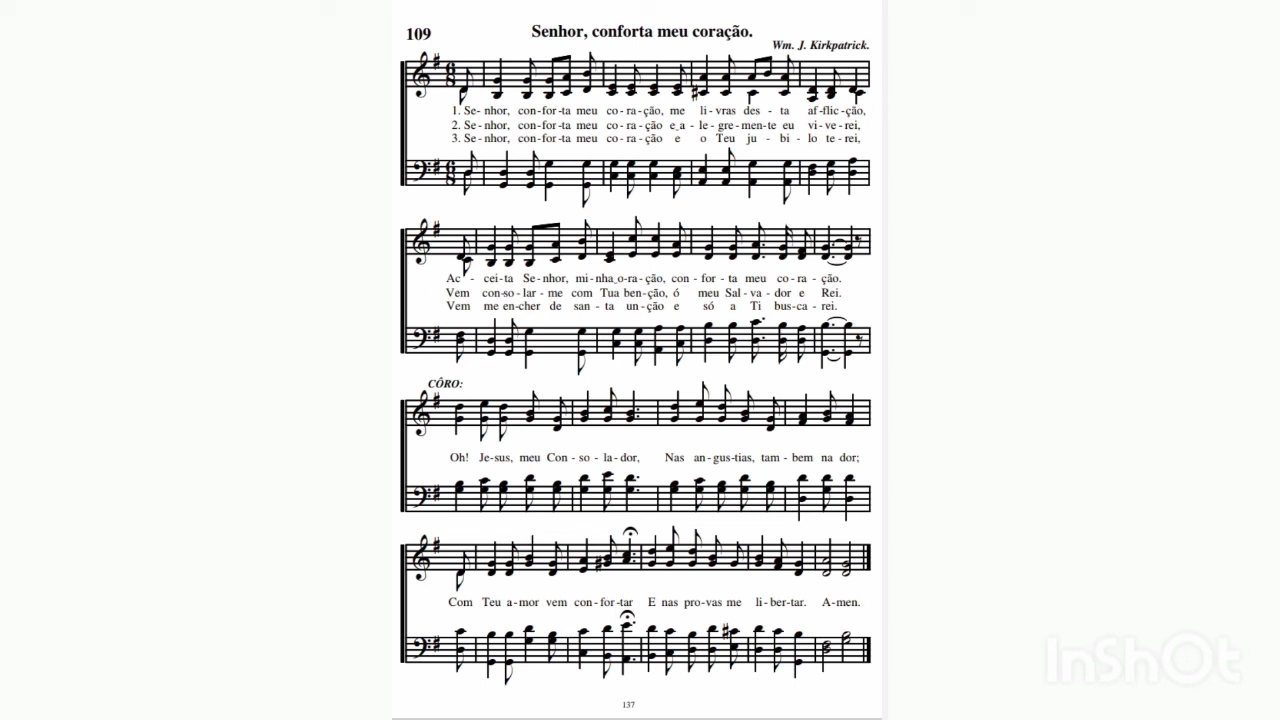 109
Senhor, conforta meu coração.
Wm. J. Kirkpatrick.
1. Se- nhor, con-for-ta meu co-ra-ção, me li-vras des - ta af-flic-ção,
2. Se- nhor, con-for-ta meu co-ra-ção e_a - le-gre-men-te eu vi-ve-rei,
3. Se- nhor, con-for-ta meu co-ra-ção e o Teu ju - bi - lo te-rei,
Ac - cei-ta Se-nhor, mi-nha_o-ra-ção, con - for - ta meu co - ra - ção.
Vem con-so-lar-me com Tua ben-ção, ó meu Sal-va-dor e Rei.
Vem me en-cher de san-ta un-ção e só a Ti bus-ca-rei.
CÔRO:
Oh! Je-sus, meu Con-so-la-dor, Nas an-gus-tias, tam-bem na dor;
Com Teu a-mor vem con-for-tar E nas pro-vas me li-ber-tar. A-men.
137
InShOt